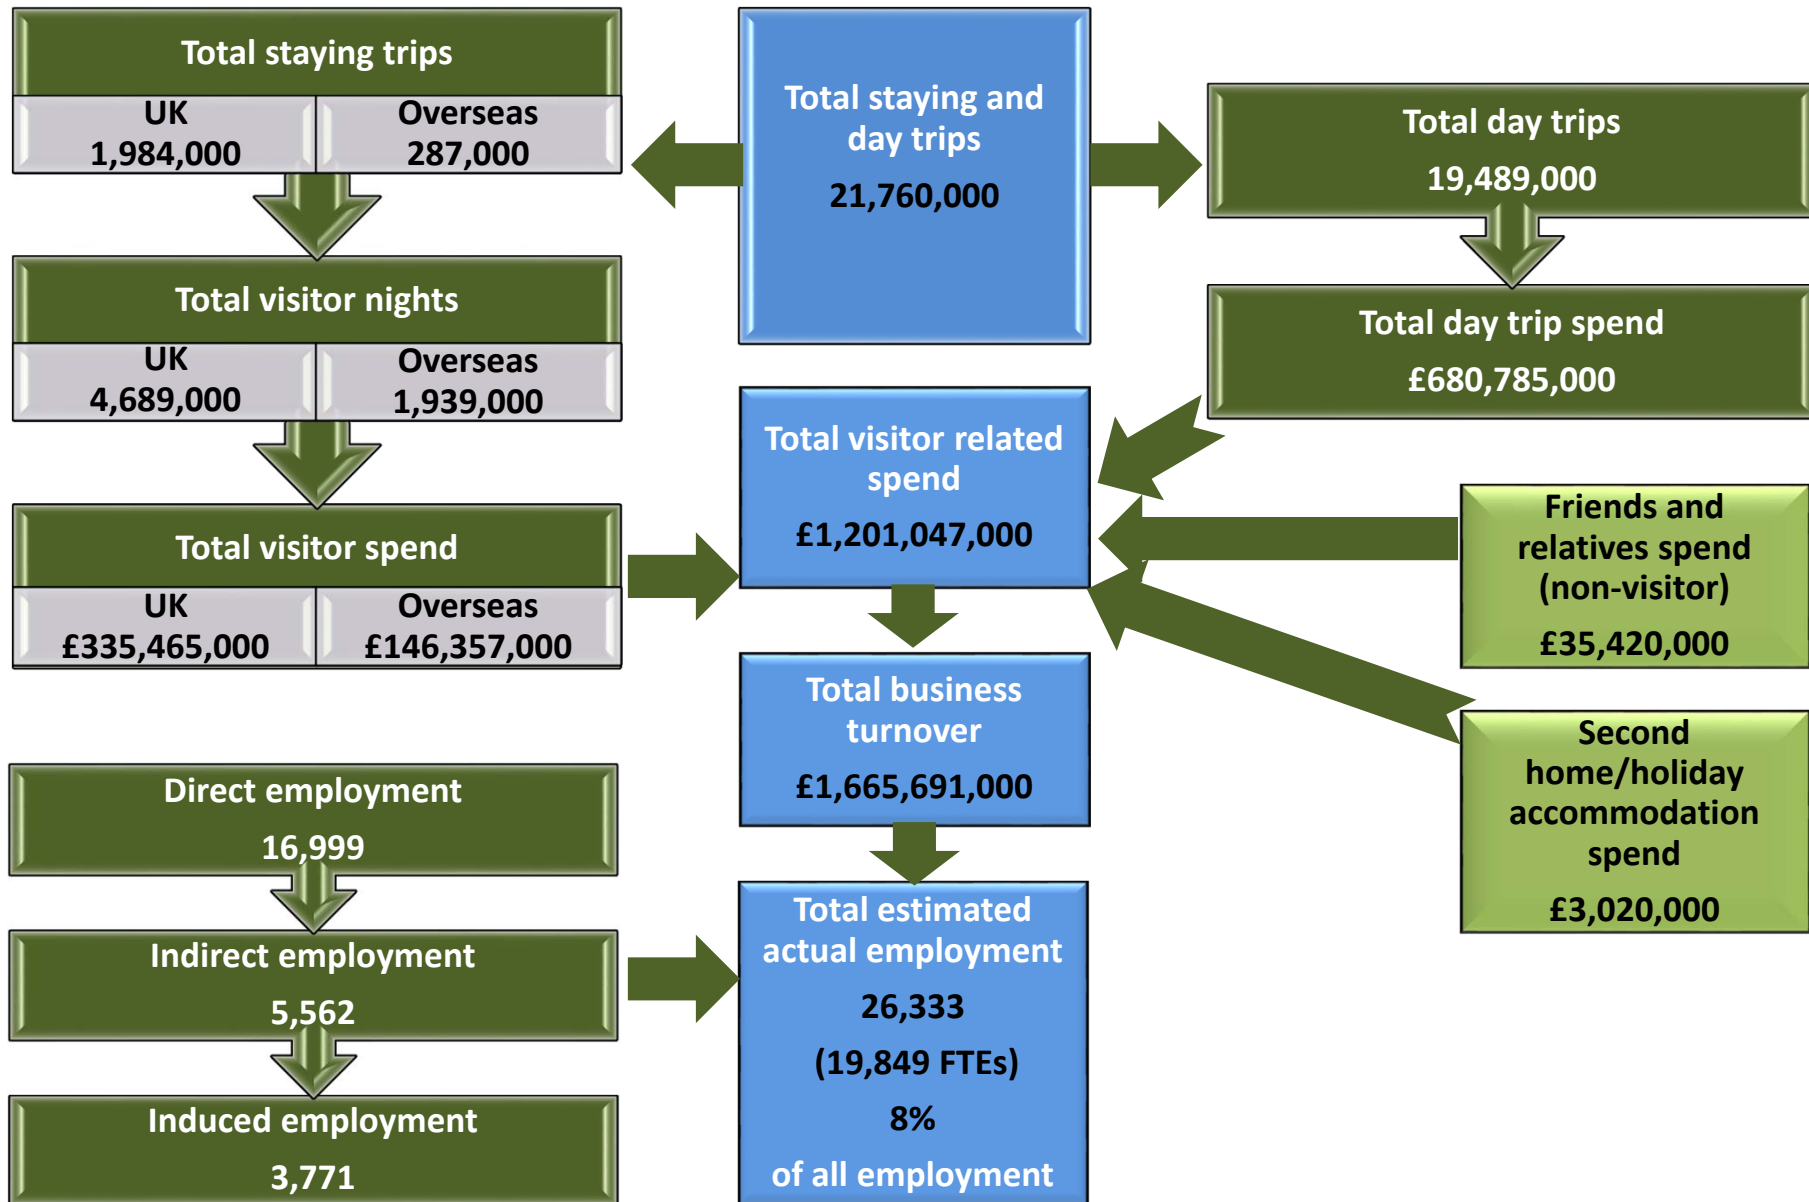 Total staying trips
UK
1,984,000
Overseas
287,000
Total visitor nights
UK
4,689,000
Overseas
1,939,000
Total visitor spend
UK
£335,465,000
Overseas
£146,357,000
Direct employment
16,999
Indirect employment
5,562
Induced employment
3,771
Total staying and
day trips
21,760,000
Total visitor related
spend
£1,201,047,000
Total business
turnover
£1,665,691,000
Total estimated
actual employment
26,333
(19,849 FTEs)
8%
of all employment
Total day trips
19,489,000
Total day trip spend
£680,785,000
Friends and
relatives spend
(non-visitor)
£35,420,000
Second
home/holiday
accommodation
spend
£3,020,000